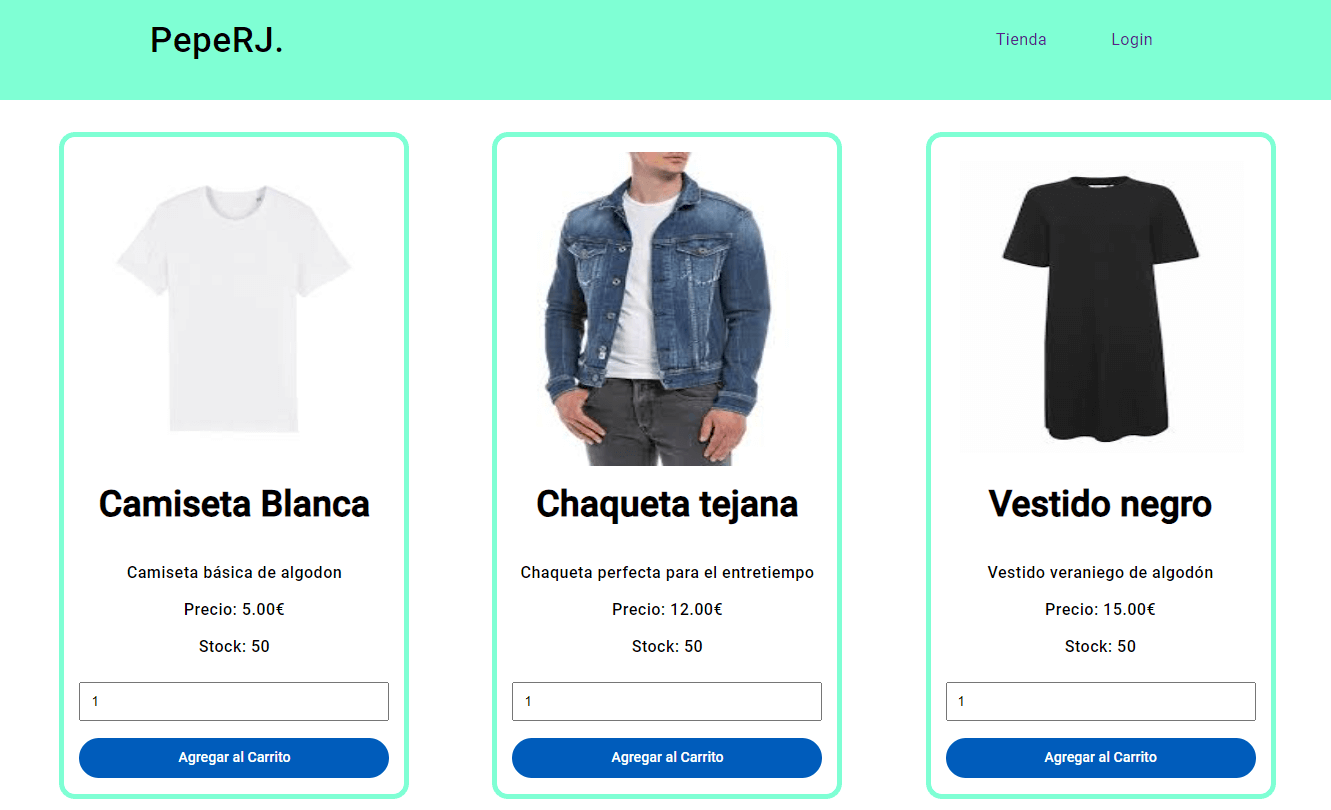 PepeRJ.
Tienda
Login
Camiseta Blanca
Camiseta básica de algodon
Precio: 5.00€
Stock: 50
1
Agregar al Carrito
Chaqueta tejana
Chaqueta perfecta para el entretiempo
Precio: 12.00€
Stock: 50
1
Agregar al Carrito
Vestido negro
Vestido veraniego de algodón
Precio: 15.00€
Stock: 50
1
Agregar al Carrito